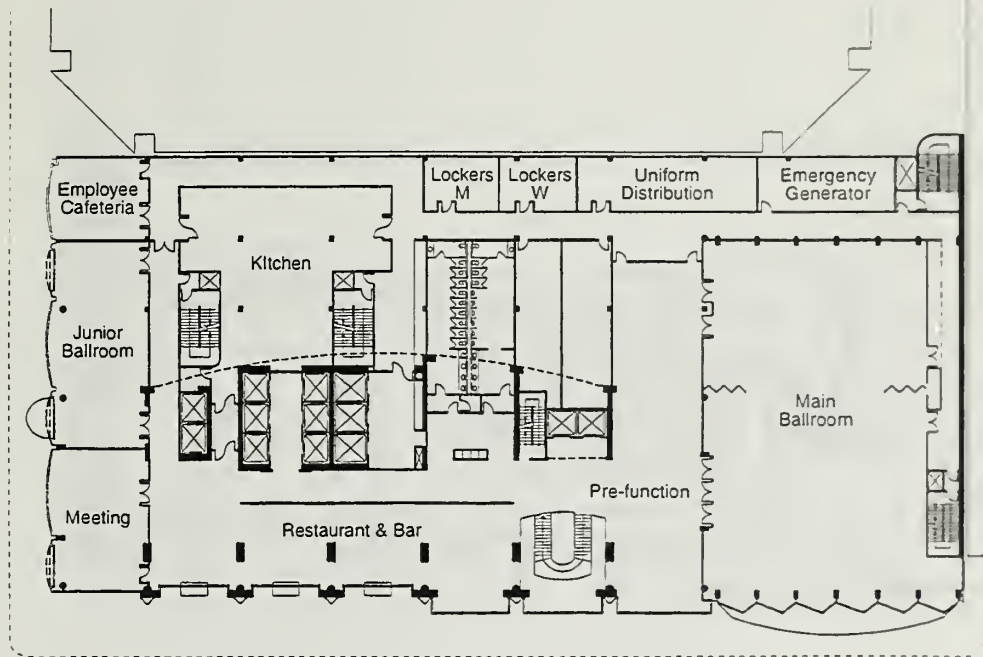 Employee
Cafeteria
Lockers
M
Lockers
W
Uniform
Distribution
Emergency
Generator
Kitchen
Junior
Ballroom
Main
Ballroom
Meeting
Pre-function
Restaurant & Bar